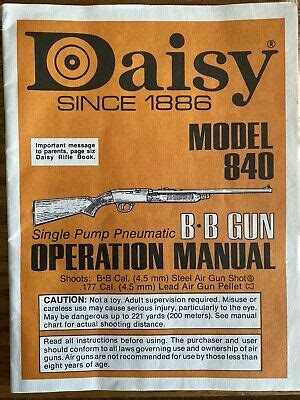 Daisy®
SINCE 1886
Important message
to parents, page six
Daisy Rifle Book.
MODEL
840
Single Pump Pneumatic
B·B GUN
OPERATION MANUAL
Shoots: B•B Cal. (4.5 mm) Steel Air Gun Shot Ⓢ
.177 Cal. (4.5 mm) Lead Air Gun Pellet
CAUTION: Not a toy. Adult supervision required. Misuse or
careless use may cause serious injury, particularly to the eye.
May be dangerous up to 221 yards (200 meters). See manual
chart for actual shooting distance.
Read all instructions before using. The purchaser and user
should conform to all laws governing use and ownership of air
guns. Air guns are not recommended for use by those less than
eight years of age.